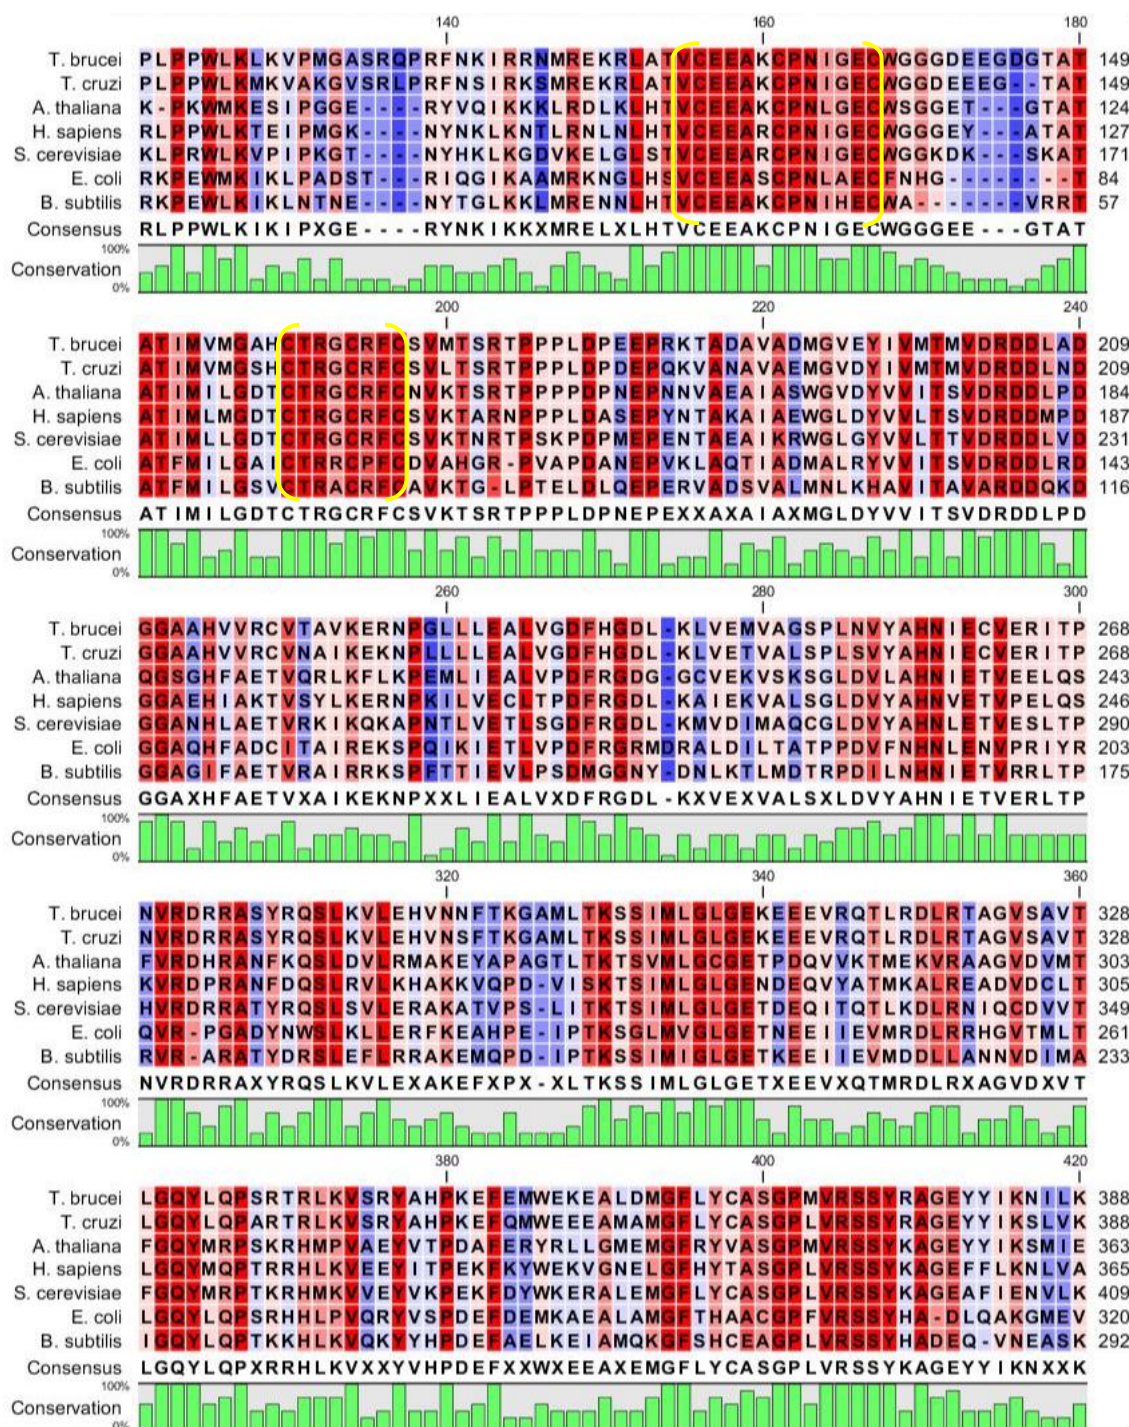 140 160 180
T. brucei PLPPWLKLKVPMGASRQPRFNKIRRNMREKRLATVCEEAKCPNIGECWGGGDEEGDGTAT 149
T. cruzi PLPPWLKMKVAKGVSRLPRFNSIRKSMREKRLATVCEEAKCPNIGECWGGDEEEG--TAT 149
A. thaliana K-PKWMKESIPGGE----RYVQIKKKLRDLKLHTVCEEAKCPNLGECWSGGET---GTAT 124
H. sapiens RLPPWLKTEIPMGK----NYNKLKNTLRNLNLHTVCEEARCPNIGECWGGGEY---ATAT 127
S. cerevisiae KLPRWLKVPIPKGT----NYHKLKGDVKELGLSTVCEEARCPNIGECWGGKDK---SKAT 171
E. coli RKPEWMKIKLPADST---RIQGIKAAMRKNGLHSVCEEASCPNLAECFNHG--------T 84
B. subtilis RKPEWLKIKLNTNE----NYTGLKKLMRENNLHTVCEEAKCPNIHECWA-------VRRT 57
Consensus RLPPWLKIKIPXGE----RYNKIKKXMRELXLHTVCEEAKCPNIGECWGGGEE---GTAT
100%
Conservation
0%
200 220 240
T. brucei ATIMVMGAHCTRGCRFCSVMTSRTPPPLDPEEPRKTADAVADMGVEYIVMTMVDRDDLAD 209
T. cruzi ATIMVMGSHCTRGCRFCSVLTSRTPPPLDPDEPQKVANAVAEMGVDYIVMTMVDRDDLND 209
A. thaliana ATIMILGDTCTRGCRFCNVKTSRTPPPPDPNEPNNVAEAIASWGVDYVVITSVDRDDLPD 184
H. sapiens ATIMLMGDTCTRGCRFCSVKTARNPPPLDASEPYNTAKAIAEWGLDYVVLTSVDRDDMPD 187
S. cerevisiae ATIMLLGDTCTRGCRFCSVKTNRTPSKPDPMEPENTAEAIKRWGLGYVVLTTVDRDDLVD 231
E. coli ATFMILGAICTRRCPFCDVAHGR-PVAPDANEPVKLAQTIADMALRYVVITSVDRDDLRD 143
B. subtilis ATFMILGSVCTRACRFCAVKTG-LPTELDLQEPERVADSVALMNLKHAVITAVARDDQKD 116
Consensus ATIMILGDTCTRGCRFCSVKTSRTPPPLDPNEPEXXAXAIAXMGLDYVVITSVDRDDLPD
100%
Conservation
0%
260 280 300
T. brucei GGAAHVVRCVTAVKERNPGLLLEALVGDFHGDL-KLVEMVAGSPLNVYAHNIECVERITP 268
T. cruzi GGAAHVVRCVNAIKEKNPLLLLEALVGDFHGDL-KLVETVALSPLSVYAHNIECVERITP 268
A. thaliana QGSGHFAETVQRLKFLKPEMLIEALVPDFRGDG-GCVEKVSKSGLDVLAHNIETVEELQS 243
H. sapiens GGAEHIAKTVSYLKERNPKILVECLTPDFRGDL-KAIEKVALSGLDVYAHNVETVPELQS 246
S. cerevisiae GGANHLAETVRKIKQKAPNTLVETLSGDFRGDL-KMVDIMAQCGLDVYAHNLETVESLTP 290
E. coli GGAQHFADCITAIREKSPQIKIETLVPDFRGRMDRALDILTATPPDVFNHNLENVPRIYR 203
B. subtilis GGAGIFAETVRAIRRKSPFTTIEVLPSDMGGNY-DNLKTLMDTRPDILNHNIETVRRLTP 175
Consensus GGAXHFAETVXAIKEKNPXXLIEALVXDFRGDL-KXVEXVALSXLDVYAHNIETVERLTP
100%
Conservation
0%
320 340 360
T. brucei NVRDRRASYRQSLKVLEHVNNFTKGAMLTKSSIMLGLGEKEEEVRQTLRDLRTAGVSAVT 328
T. cruzi NVRDRRASYRQSLKVLEHVNSFTKGAMLTKSSIMLGLGEKEEEVRQTLRDLRTAGVSAVT 328
A. thaliana FVRDHRANFKQSLDVLRMAKEYAPAGTLTKTSVMLGCGETPDQVVKTMEKVRAAGVDVMT 303
H. sapiens KVRDPRANFDQSLRVLKHAKKVQPD-VISKTSIMLGLGENDEQVYATMKALREADVDCLT 305
S. cerevisiae HVRDRRATYRQSLSVLERAKATVPS-LITKTSIMLGLGETDEQITQTLKDLRNIQCDVVT 349
E. coli QVR-PGADYNWSLKLLERFKEAHPE-IPTKSGLMVGLGETNEEIIEVMRDLRRHGVTMLT 261
B. subtilis RVR-ARATYDRSLEFLRRAKEMQPD-IPTKSSIMIGLGETKEEIIEVMDDLLANNVDIMA 233
Consensus NVRDRRAXYRQSLKVLEXAKEFXPX-XLTKSSIMLGLGETXEEVXQTMRDLRXAGVDXVT
100%
Conservation
0%
380 400 420
T. brucei LGQYLQPSRTRLKVSRYAHPKEFEMWEKEALDMGFLYCASGPMVRSSYRAGEYYIKNILK 388
T. cruzi LGQYLQPARTRLKVSRYAHPKEFQMWEEEAMAMGFLYCASGPLVRSSYRAGEYYIKSLVK 388
A. thaliana FGQYMRPSKRHMPVAEYVTPDAFERYRLLGMEMGFRYVASGPMVRSSYKAGEYYIKSMIE 363
H. sapiens LGQYMQPTRRHLKVEEYITPEKFKYWEKVGNELGFHYTASGPLVRSSYKAGEFFLKNLVA 365
S. cerevisiae FGQYMRPTKRHMKVVEYVKPEKFDYWKERALEMGFLYCASGPLVRSSYKAGEAFIENVLK 409
E. coli LGQYLQPSRHHLPVQRYVSPDEFDEMKAEALAMGFTHAACGPFVRSSYHA-DLQAKGMEV 320
B. subtilis IGQYLQPTKKHLKVQKYYHPDEFAELKEIAMQKGFSHCEAGPLVRSSYHADEQ-VNEASK 292
Consensus LGQYLQPXRRHLKVXXYVHPDEFXXWXEEAXEMGFLYCASGPLVRSSYKAGEYYIKNXXK
100%
Conservation
0%